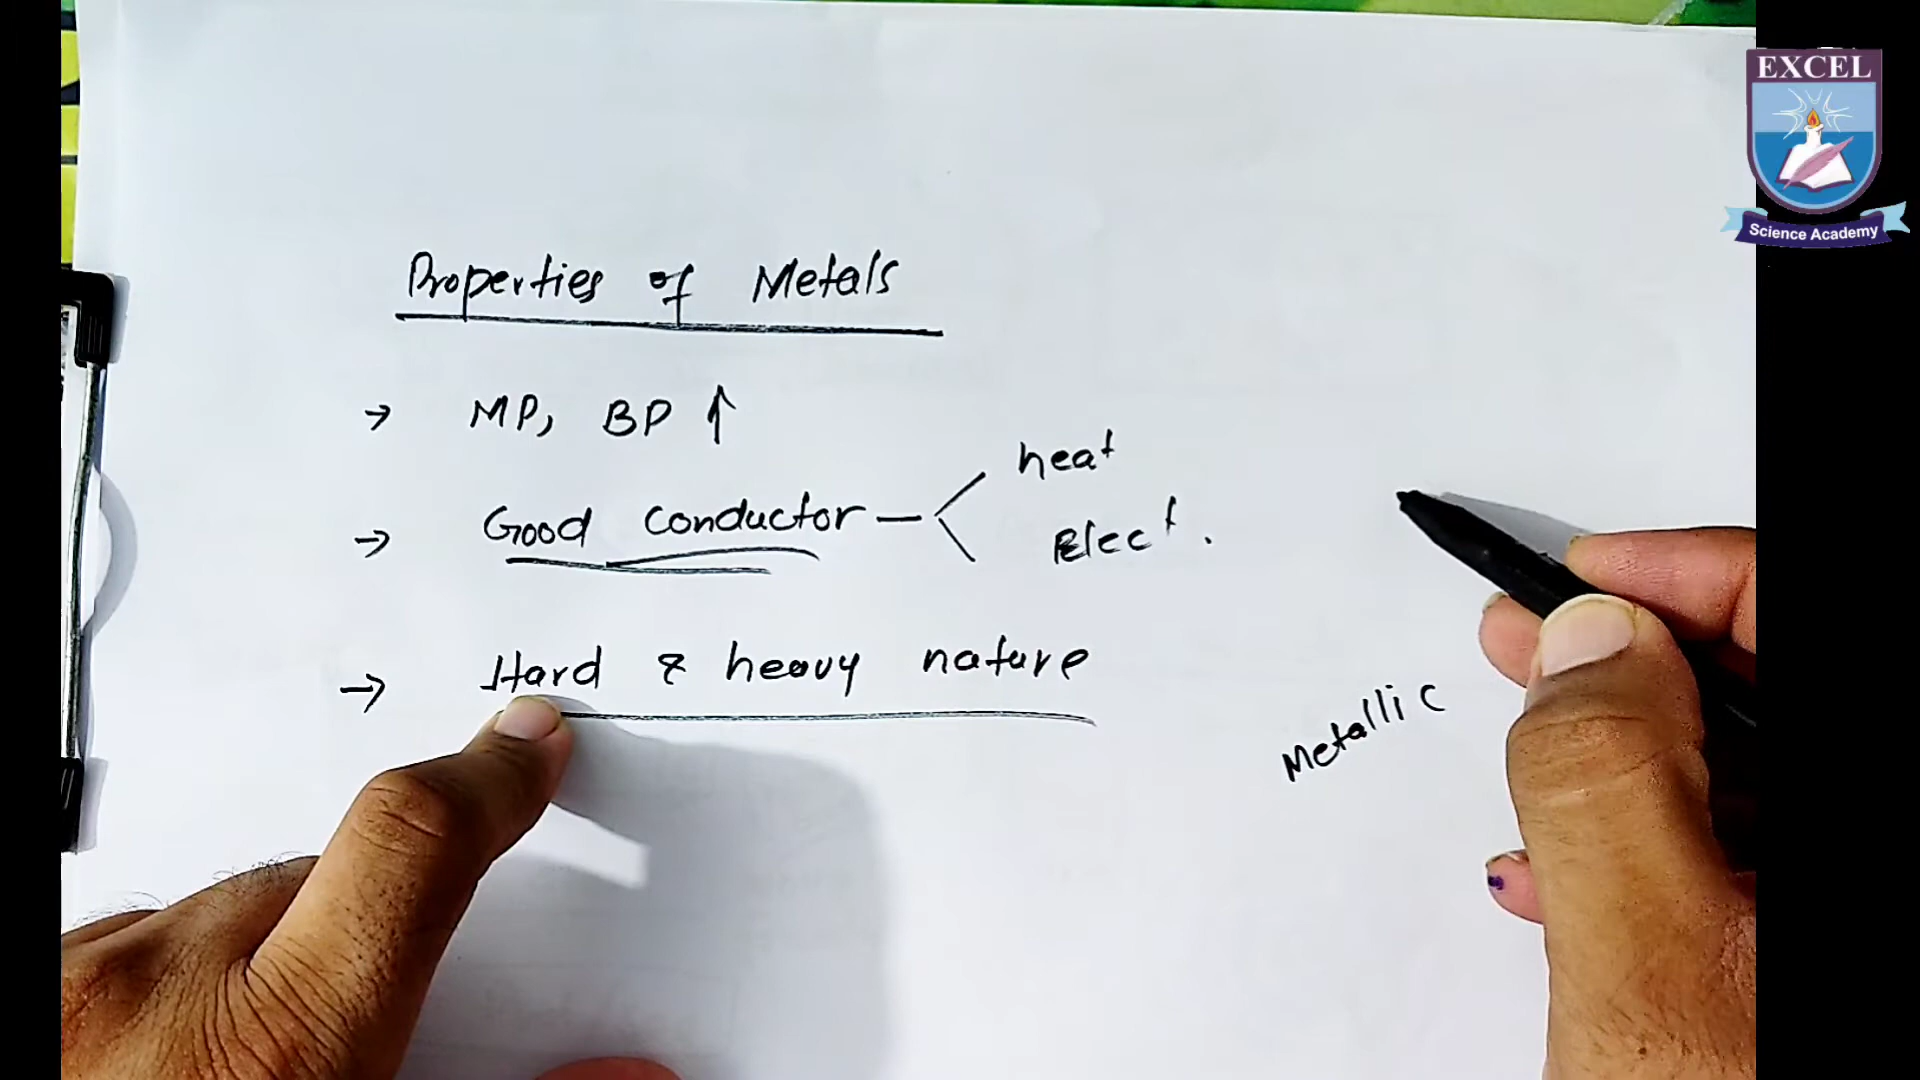 EXCEL
Science Academy
Properties of Metals
→ MP, BP ↑
→ Good conductor — heat
Elect.
→ Hard & heavy nature
Metallic